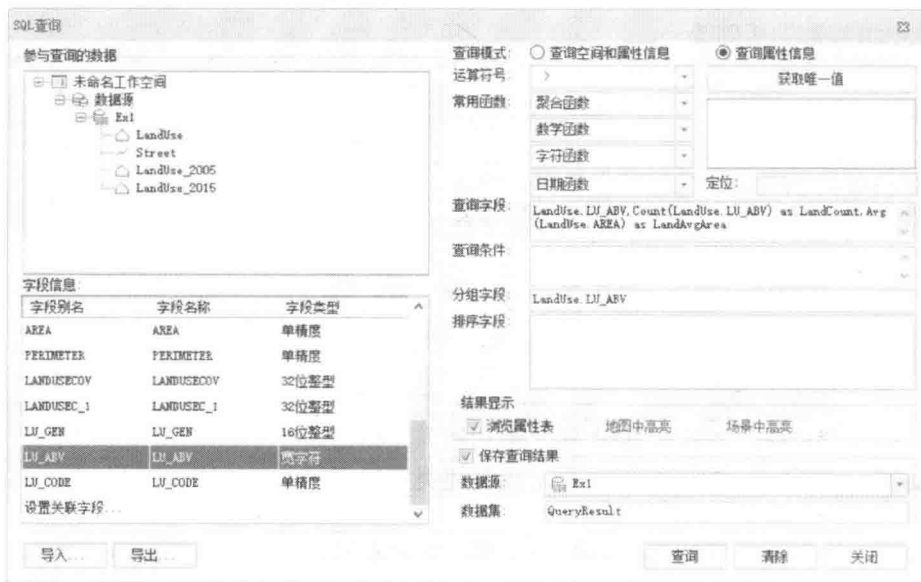 SQL查询
参与查询的数据
未命名工作空间
数据源
Ex1
LandUse
Street
LandUse_2005
LandUse_2015
字段信息:
字段别名 字段名称 字段类型
AREA AREA 单精度
PERIMETER PERIMETER 单精度
LANDUSECOV LANDUSECOV 32位整型
LANDUSEC_1 LANDUSEC_1 32位整型
LU_GEN LU_GEN 16位整型
LU_ABV LU_ABV 宽字符
LU_CODE LU_CODE 单精度
设置关联字段...
导入... 导出...
查询模式: 查询空间和属性信息 查询属性信息
运算符号: > 获取唯一值
常用函数: 聚合函数
数学函数
字符函数
日期函数 定位:
查询字段: LandUse.LU_ABV,Count(LandUse.LU_ABV) as LandCount,Avg
(LandUse.AREA) as LandAvgArea
查询条件:
分组字段: LandUse.LU_ABV
排序字段:
结果显示
浏览属性表 地图中高亮 场景中高亮
保存查询结果
数据源: Ex1
数据集: QueryResult
查询 清除 关闭